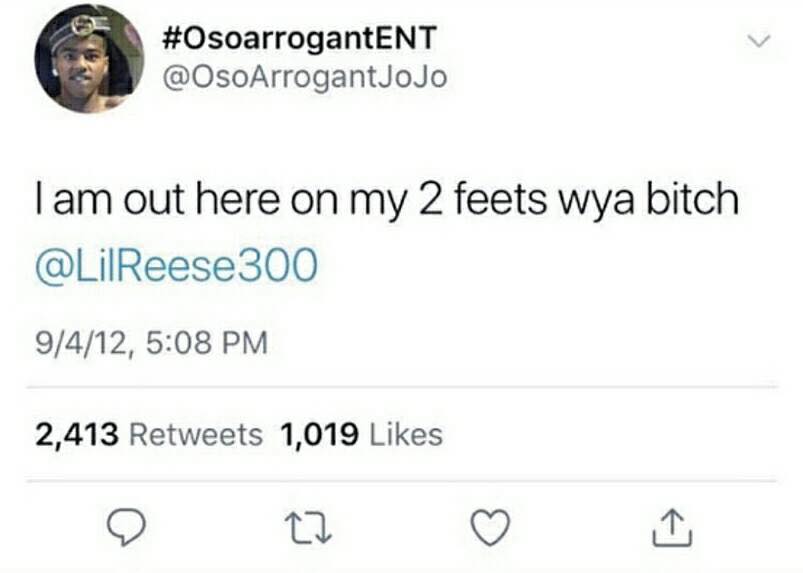 #OsoarrogantENT
@OsoArrogantJoJo
I am out here on my 2 feets wya bitch
@LilReese300
9/4/12, 5:08 PM
2,413 Retweets 1,019 Likes